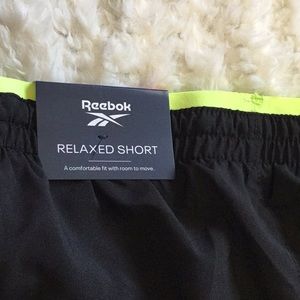 Reebok
RELAXED SHORT
A comfortable fit with room to move.